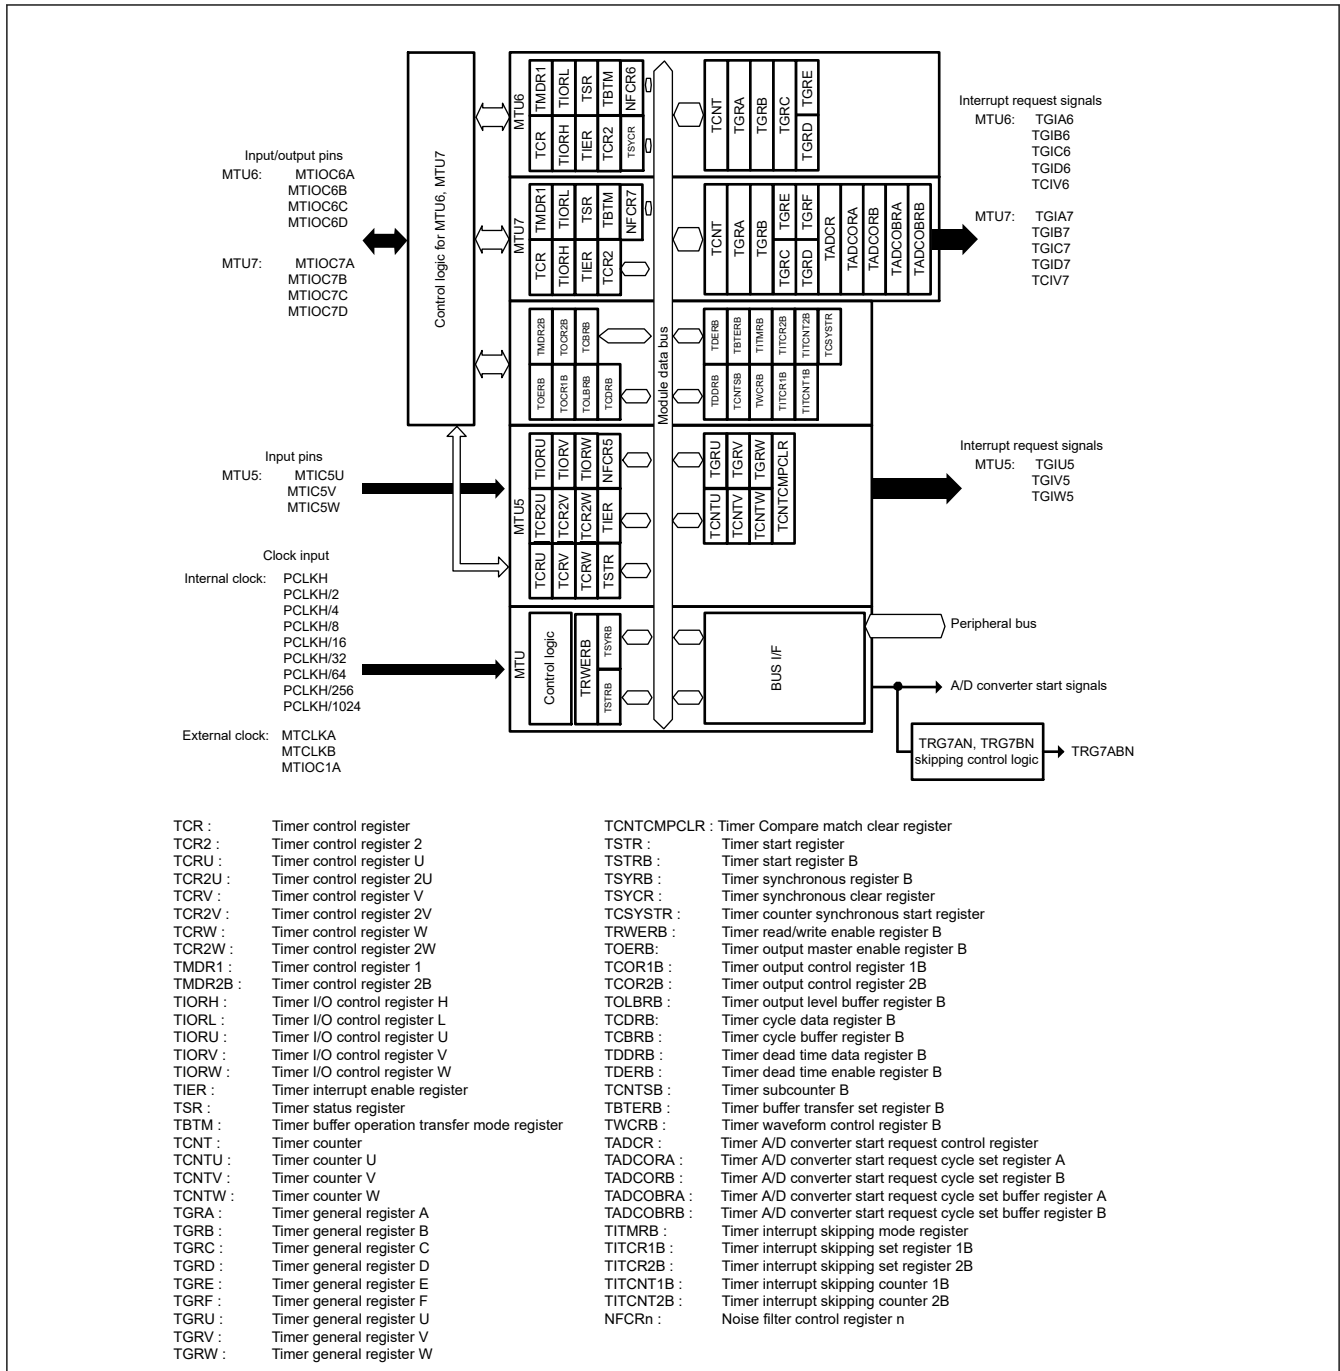 Control logic for MTU6, MTU7
MTU6
TMDR1
TIORL
TSR
TBTM
NFCR6
TCR
TIORH
TIER
TCR2
TSYCR
TCNT
TGRA
TGRB
TGRC
TGRE
TGRD
MTU7
TMDR1
TIORL
TSR
TBTM
NFCR7
TCR
TIORH
TIER
TCR2
TCNT
TGRA
TGRB
TGRE
TGRC
TGRF
TGRD
TADCR
TADCORA
TADCORB
TADCOBRA
TADCOBRB
TMDR2B
TOCR2B
TCBRB
TOERB
TOCR1B
TOLBRB
TCDRB
Module data bus
TDERB
TBTERB
TITMRB
TITCR2B
TITCNT2B
TCSYSTR
TDDRB
TCNTSB
TWCRB
TITCR1B
TITCNT1B
MTU5
TIORU
TIORV
TIORW
NFCR5
TCR2U
TCR2V
TCR2W
TIER
TCRU
TCRV
TCRW
TSTR
TGRU
TGRV
TGRW
TCNTCMPCLR
TCNTU
TCNTV
TCNTW
MTU
Control logic
TRWERB
TSYRB
TSTRB
BUS I/F
Input/output pins
MTU6: MTIOC6A
MTIOC6B
MTIOC6C
MTIOC6D
MTU7: MTIOC7A
MTIOC7B
MTIOC7C
MTIOC7D
Input pins
MTU5: MTIC5U
MTIC5V
MTIC5W
Clock input
Internal clock: PCLKH
PCLKH/2
PCLKH/4
PCLKH/8
PCLKH/16
PCLKH/32
PCLKH/64
PCLKH/256
PCLKH/1024
External clock: MTCLKA
MTCLKB
MTIOC1A
Interrupt request signals
MTU6: TGIA6
TGIB6
TGIC6
TGID6
TCIV6
MTU7: TGIA7
TGIB7
TGIC7
TGID7
TCIV7
Interrupt request signals
MTU5: TGIU5
TGIV5
TGIW5
Peripheral bus
A/D converter start signals
TRG7AN, TRG7BN
skipping control logic
TRG7ABN
TCR : Timer control register
TCR2 : Timer control register 2
TCRU : Timer control register U
TCR2U : Timer control register 2U
TCRV : Timer control register V
TCR2V : Timer control register 2V
TCRW : Timer control register W
TCR2W : Timer control register 2W
TMDR1 : Timer control register 1
TMDR2B : Timer control register 2B
TIORH : Timer I/O control register H
TIORL : Timer I/O control register L
TIORU : Timer I/O control register U
TIORV : Timer I/O control register V
TIORW : Timer I/O control register W
TIER : Timer interrupt enable register
TSR : Timer status register
TBTM : Timer buffer operation transfer mode register
TCNT : Timer counter
TCNTU : Timer counter U
TCNTV : Timer counter V
TCNTW : Timer counter W
TGRA : Timer general register A
TGRB : Timer general register B
TGRC : Timer general register C
TGRD : Timer general register D
TGRE : Timer general register E
TGRF : Timer general register F
TGRU : Timer general register U
TGRV : Timer general register V
TGRW : Timer general register W
TCNTCMPCLR : Timer Compare match clear register
TSTR : Timer start register
TSTRB : Timer start register B
TSYRB : Timer synchronous register B
TSYCR : Timer synchronous clear register
TCSYSTR : Timer counter synchronous start register
TRWERB : Timer read/write enable register B
TOERB: Timer output master enable register B
TCOR1B : Timer output control register 1B
TCOR2B : Timer output control register 2B
TOLBRB : Timer output level buffer register B
TCDRB: Timer cycle data register B
TCBRB : Timer cycle buffer register B
TDDRB : Timer dead time data register B
TDERB : Timer dead time enable register B
TCNTSB : Timer subcounter B
TBTERB : Timer buffer transfer set register B
TWCRB : Timer waveform control register B
TADCR : Timer A/D converter start request control register
TADCORA : Timer A/D converter start request cycle set register A
TADCORB : Timer A/D converter start request cycle set register B
TADCOBRA : Timer A/D converter start request cycle set buffer register A
TADCOBRB : Timer A/D converter start request cycle set buffer register B
TITMRB : Timer interrupt skipping mode register
TITCR1B : Timer interrupt skipping set register 1B
TITCR2B : Timer interrupt skipping set register 2B
TITCNT1B : Timer interrupt skipping counter 1B
TITCNT2B : Timer interrupt skipping counter 2B
NFCRn : Noise filter control register n